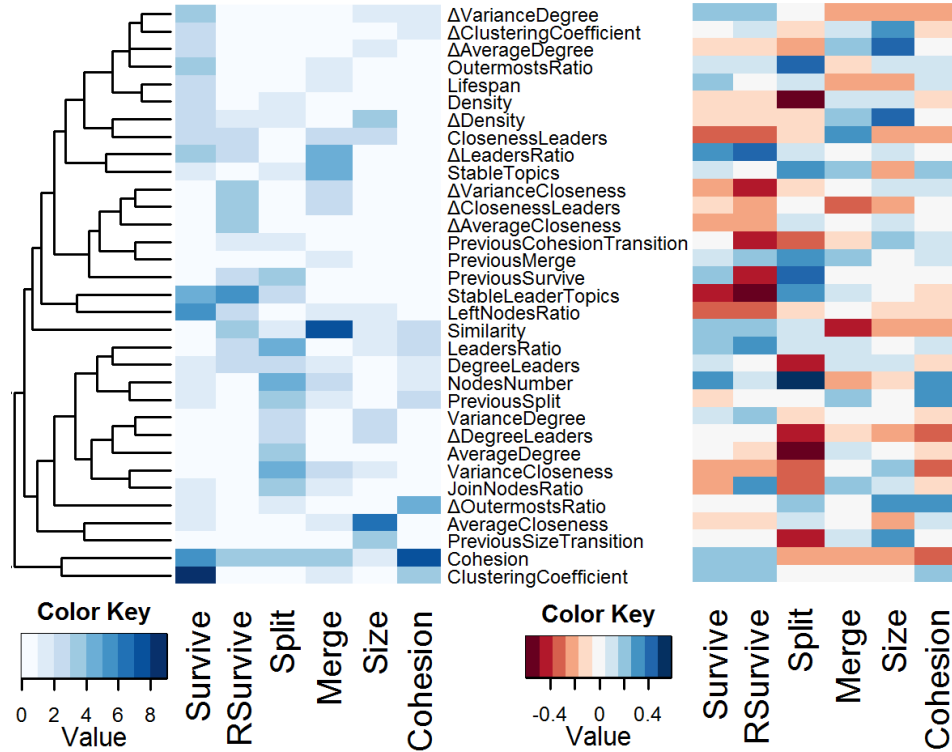 ΔVarianceDegree
ΔClusteringCoefficient
ΔAverageDegree
OutermostsRatio
Lifespan
Density
ΔDensity
ClosenessLeaders
ΔLeadersRatio
StableTopics
ΔVarianceCloseness
ΔClosenessLeaders
ΔAverageCloseness
PreviousCohesionTransition
PreviousMerge
PreviousSurvive
StableLeaderTopics
LeftNodesRatio
Similarity
LeadersRatio
DegreeLeaders
NodesNumber
PreviousSplit
VarianceDegree
ΔDegreeLeaders
AverageDegree
VarianceCloseness
JoinNodesRatio
ΔOutermostsRatio
AverageCloseness
PreviousSizeTransition
Cohesion
ClusteringCoefficient
Color Key
0 2 4 6 8
Value
Survive
RSurvive
Split
Merge
Size
Cohesion
Color Key
-0.4 0 0.4
Value
Survive
RSurvive
Split
Merge
Size
Cohesion